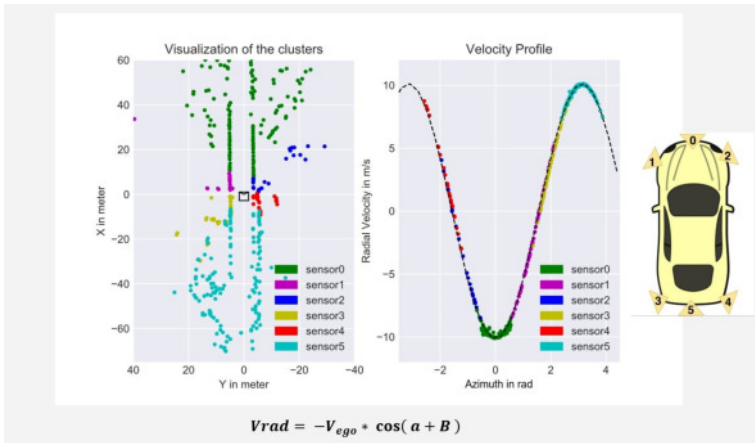 Visualization of the clusters
60
40
20
0
−20
−40
−60
X in meter
40
20
0
−20
−40
Y in meter
sensor0
sensor1
sensor2
sensor3
sensor4
sensor5
Velocity Profile
10
5
0
−5
−10
Radial Velocity in m/s
−2
0
2
4
Azimuth in rad
sensor0
sensor1
sensor2
sensor3
sensor4
sensor5
0
1
2
3
4
5
Vrad = −V_ego * cos( a + B )